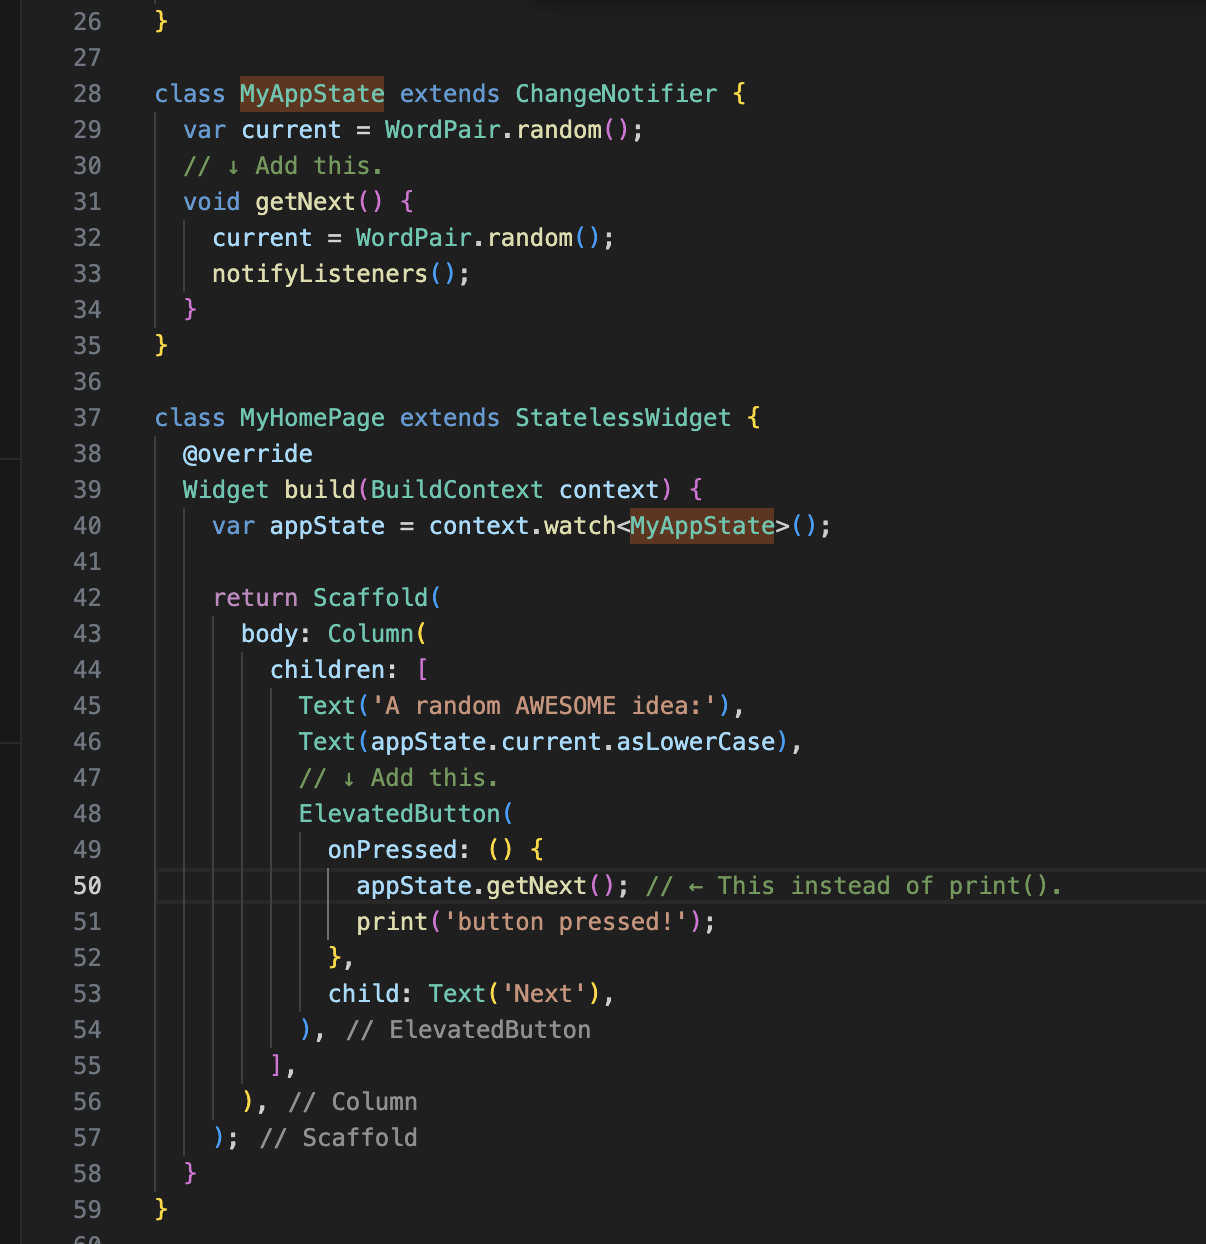 26 }
27
28 class MyAppState extends ChangeNotifier {
29   var current = WordPair.random();
30   // ↓ Add this.
31   void getNext() {
32     current = WordPair.random();
33     notifyListeners();
34   }
35 }
36
37 class MyHomePage extends StatelessWidget {
38   @override
39   Widget build(BuildContext context) {
40     var appState = context.watch<MyAppState>();
41
42     return Scaffold(
43       body: Column(
44         children: [
45           Text('A random AWESOME idea:'),
46           Text(appState.current.asLowerCase),
47           // ↓ Add this.
48           ElevatedButton(
49             onPressed: () {
50               appState.getNext(); // ← This instead of print().
51               print('button pressed!');
52             },
53             child: Text('Next'),
54           ), // ElevatedButton
55         ],
56       ), // Column
57     ); // Scaffold
58   }
59 }
60